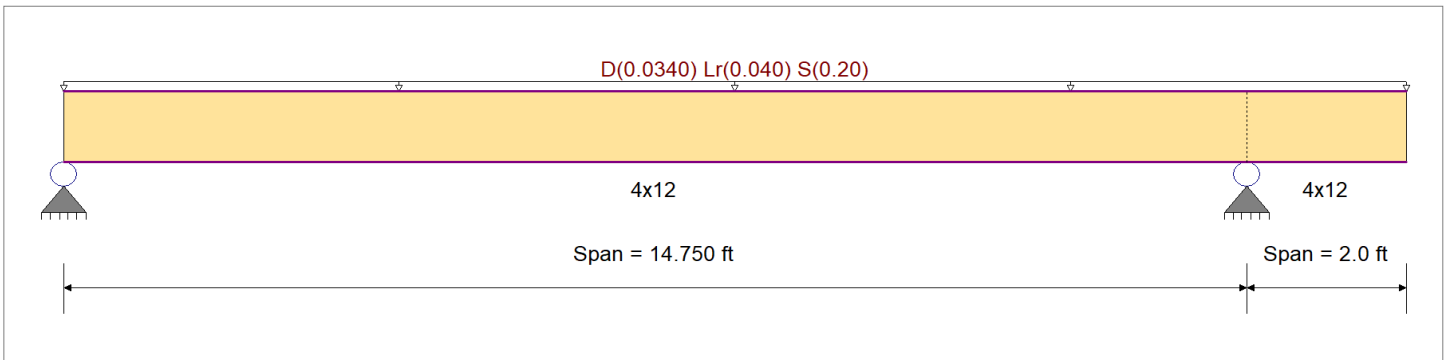 D(0.0340) Lr(0.040) S(0.20)
4x12
4x12
Span = 14.750 ft
Span = 2.0 ft